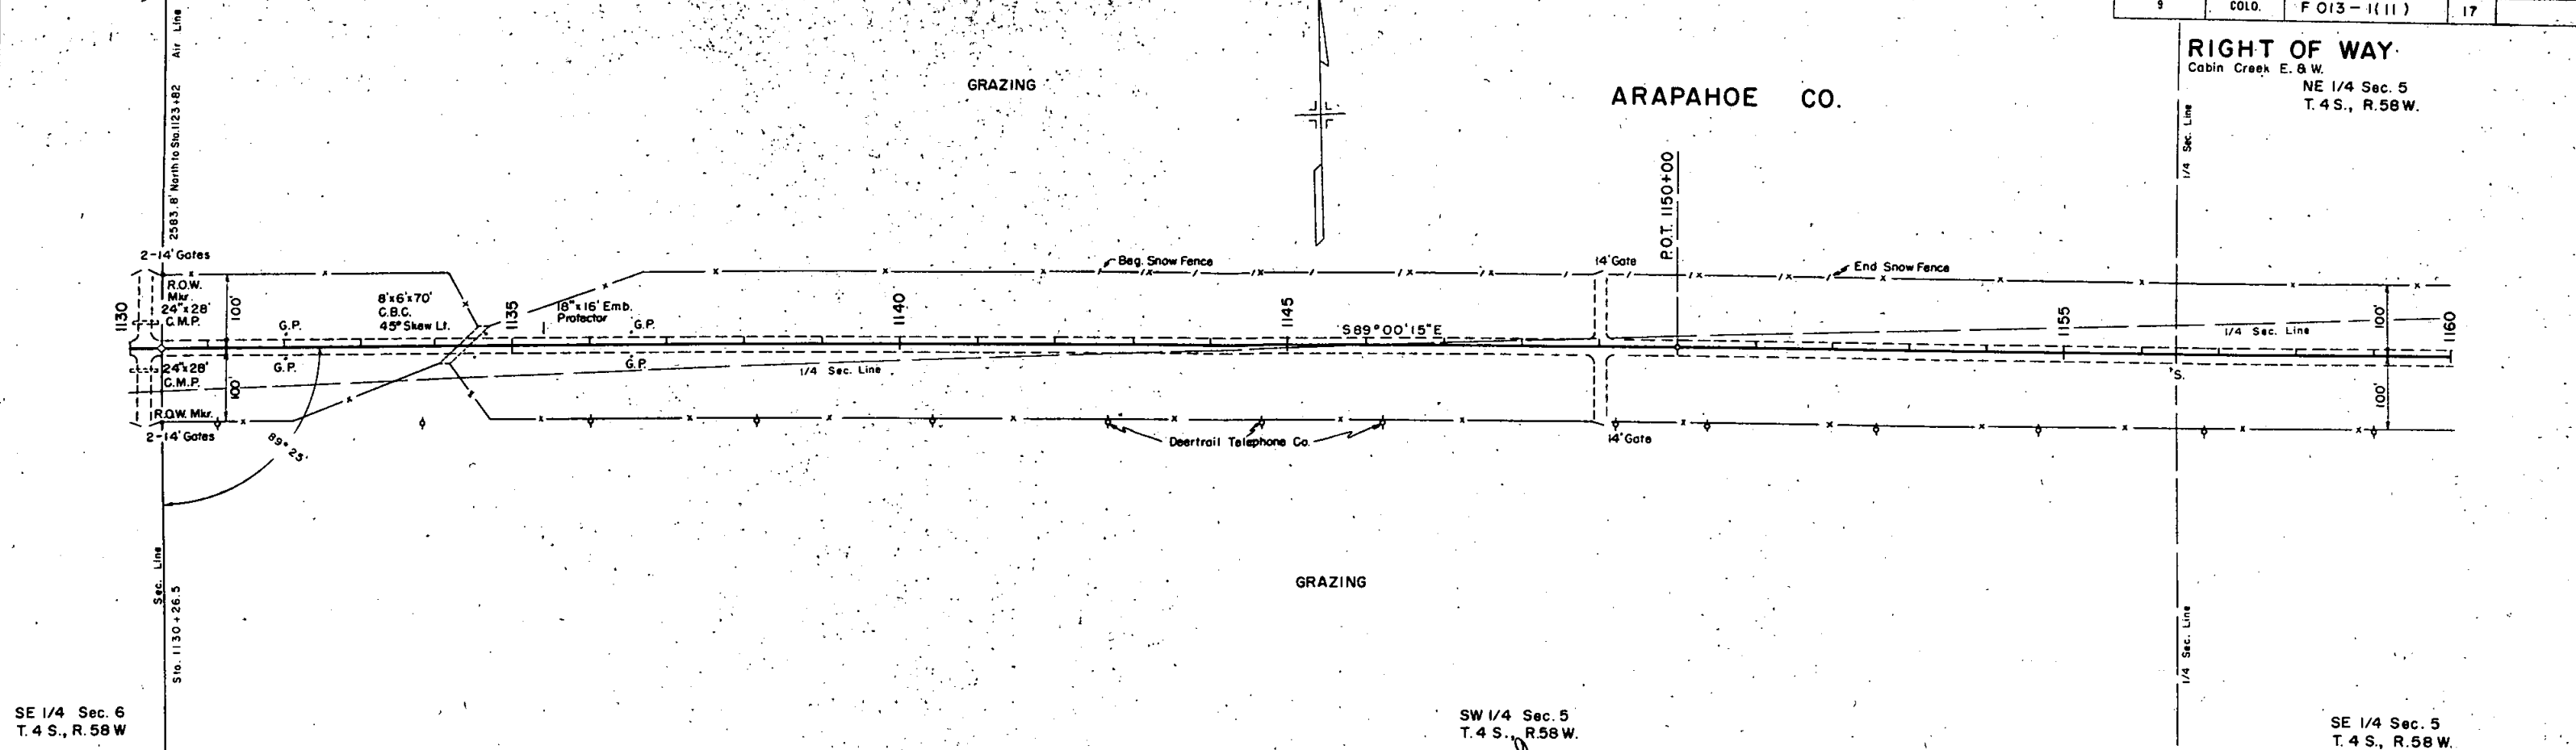 9 COLO. F 013-1(11) 17
RIGHT OF WAY
Cabin Creek E. & W.
NE 1/4 Sec. 5
T. 4 S., R. 58 W.
ARAPAHOE CO.
GRAZING
2583.8' North to Sta. 1123+82 Air Line
1/4 Sec. Line
P.O.T. 1150+00
2-14' Gates
R.O.W.
Mkr.
24"x28'
C.M.P.
100'
1130
G.P.
8'x6'x70'
C.B.C.
45° Skew Lt.
1135
18"x16' Emb.
Protector
G.P.
1140
Beg. Snow Fence
1145
S 89° 00' 15" E
14' Gate
End Snow Fence
1155
1/4 Sec. Line
100'
1160
24"x28'
C.M.P.
100'
G.P.
G.P.
1/4 Sec. Line
'S.
100'
R.O.W. Mkr.
2-14' Gates
89° 25'
Deertrail Telephone Co.
14' Gate
Sec. Line
Sta. 1130+26.5
GRAZING
1/4 Sec. Line
SE 1/4 Sec. 6
T. 4 S., R. 58 W
SW 1/4 Sec. 5
T. 4 S., R. 58 W.
SE 1/4 Sec. 5
T. 4 S., R. 58 W.